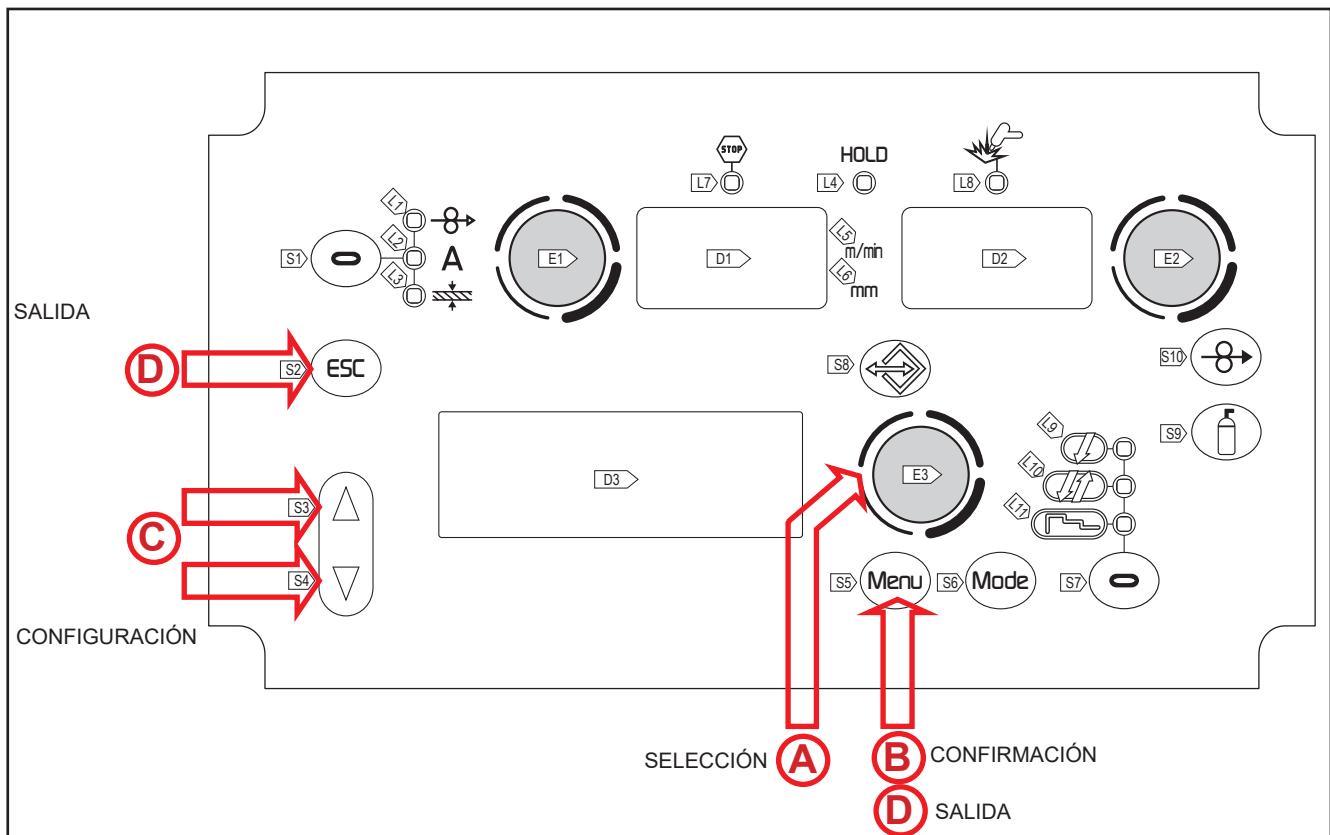 STOP
HOLD
L7
L4
L8
L1
L2
L3
S1
A
E1
D1
L5
m/min
L6
mm
D2
E2
SALIDA
D
S2
ESC
S8
S10
S9
D3
E3
L9
L10
L11
C
S3
S4
S5
Menu
S6
Mode
S7
CONFIGURACIÓN
SELECCIÓN A
B CONFIRMACIÓN
D SALIDA